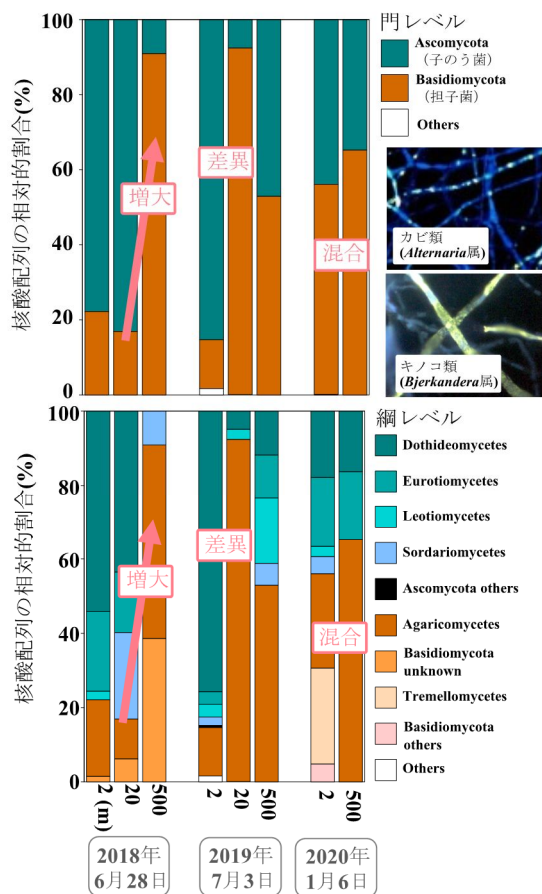 門レベル
Ascomycota
(子のう菌)
Basidiomycota
(担子菌)
Others
核酸配列の相対的割合(%)
100
80
60
40
20
0
増大
差異
混合
カビ類
(Alternaria属)
キノコ類
(Bjerkandera属)
綱レベル
Dothideomycetes
Eurotiomycetes
Leotiomycetes
Sordariomycetes
Ascomycota others
Agaricomycetes
Basidiomycota
unknown
Tremellomycetes
Basidiomycota
others
Others
核酸配列の相対的割合(%)
100
80
60
40
20
0
増大
差異
混合
2 (m)
20
500
2
20
500
2
500
2018年
6月28日
2019年
7月3日
2020年
1月6日